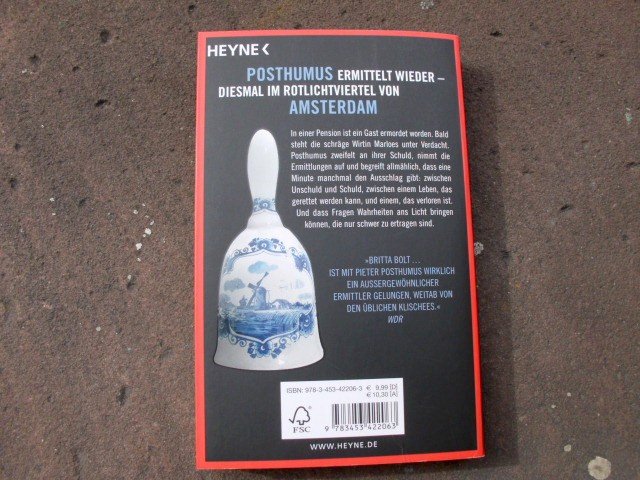 HEYNE
POSTHUMUS ERMITTELT WIEDER –
DIESMAL IM ROTLICHTVIERTEL VON
AMSTERDAM
In einer Pension ist ein Gast ermordet worden. Bald
steht die schräge Wirtin Marloes unter Verdacht.
Posthumus zweifelt an ihrer Schuld, nimmt die
Ermittlungen auf und begreift allmählich, dass eine
Minute manchmal den Ausschlag gibt: zwischen
Unschuld und Schuld, zwischen einem Leben, das
gerettet werden kann, und einem, das verloren ist.
Und dass Fragen Wahrheiten ans Licht bringen
können, die nur schwer zu ertragen sind.
»BRITTA BOLT ...
IST MIT PIETER POSTHUMUS WIRKLICH
EIN AUSSERGEWÖHNLICHER
ERMITTLER GELUNGEN, WEITAB VON
DEN ÜBLICHEN KLISCHEES.«
WDR
ISBN: 978-3-453-42206-3 € 9,99 [D]
€ 10,30 [A]
FSC
9 783453 422063
WWW.HEYNE.DE